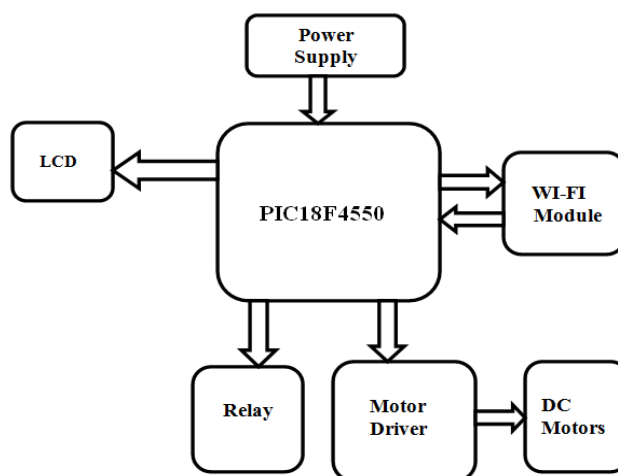 Power
Supply
LCD
PIC18F4550
WI-FI
Module
Relay
Motor
Driver
DC
Motors